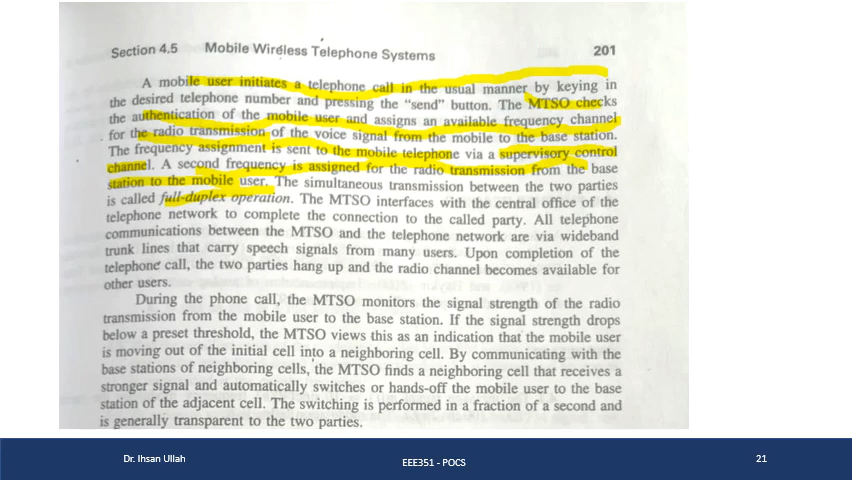 Section 4.5 Mobile Wireless Telephone Systems 201
A mobile user initiates a telephone call in the usual manner by keying in
the desired telephone number and pressing the “send” button. The MTSO checks
the authentication of the mobile user and assigns an available frequency channel
for the radio transmission of the voice signal from the mobile to the base station.
The frequency assignment is sent to the mobile telephone via a supervisory control
channel. A second frequency is assigned for the radio transmission from the base
station to the mobile user. The simultaneous transmission between the two parties
is called full-duplex operation. The MTSO interfaces with the central office of the
telephone network to complete the connection to the called party. All telephone
communications between the MTSO and the telephone network are via wideband
trunk lines that carry speech signals from many users. Upon completion of the
telephone call, the two parties hang up and the radio channel becomes available for
other users.
During the phone call, the MTSO monitors the signal strength of the radio
transmission from the mobile user to the base station. If the signal strength drops
below a preset threshold, the MTSO views this as an indication that the mobile user
is moving out of the initial cell into a neighboring cell. By communicating with the
base stations of neighboring cells, the MTSO finds a neighboring cell that receives a
stronger signal and automatically switches or hands-off the mobile user to the base
station of the adjacent cell. The switching is performed in a fraction of a second and
is generally transparent to the two parties.
Dr. Ihsan Ullah EEE351 - POCS 21